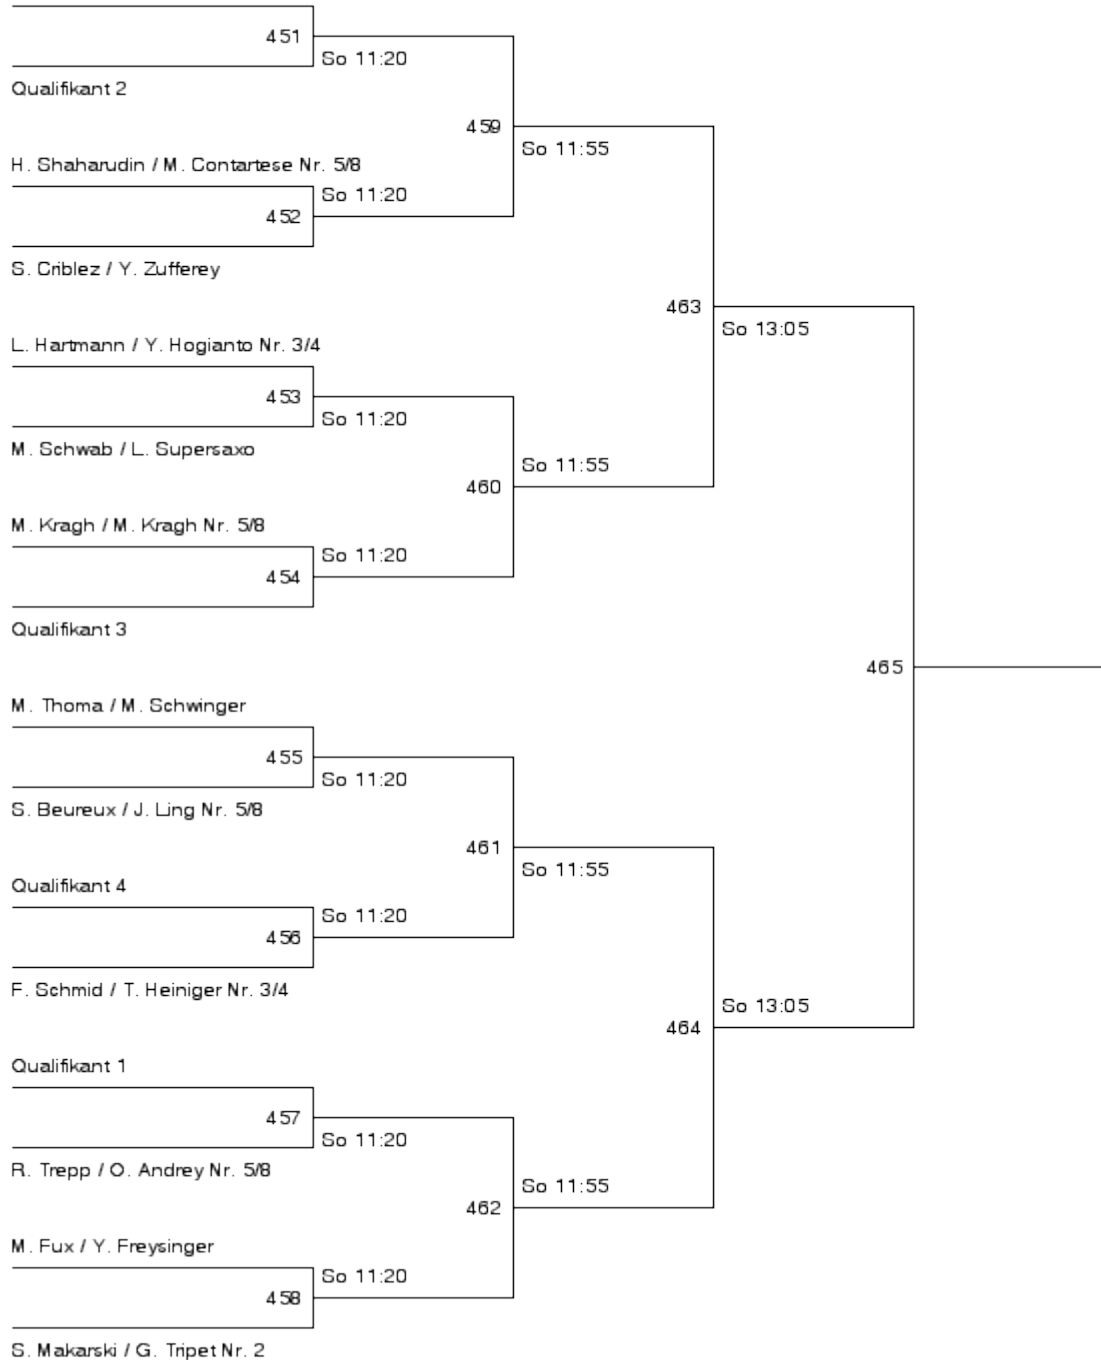 451
So 11:20
Qualifikant 2
459
So 11:55
H. Shaharudin / M. Contartese Nr. 5/8
So 11:20
452
S. Criblez / Y. Zufferey
463
So 13:05
L. Hartmann / Y. Hogianto Nr. 3/4
453
So 11:20
M. Schwab / L. Supersaxo
So 11:55
460
M. Kragh / M. Kragh Nr. 5/8
So 11:20
454
Qualifikant 3
465
M. Thoma / M. Schwinger
455
So 11:20
S. Beureux / J. Ling Nr. 5/8
461
So 11:55
Qualifikant 4
So 11:20
456
F. Schmid / T. Heiniger Nr. 3/4
So 13:05
464
Qualifikant 1
457
So 11:20
R. Trepp / O. Andrey Nr. 5/8
So 11:55
462
M. Fux / Y. Freysinger
So 11:20
458
S. Makarski / G. Tripet Nr. 2